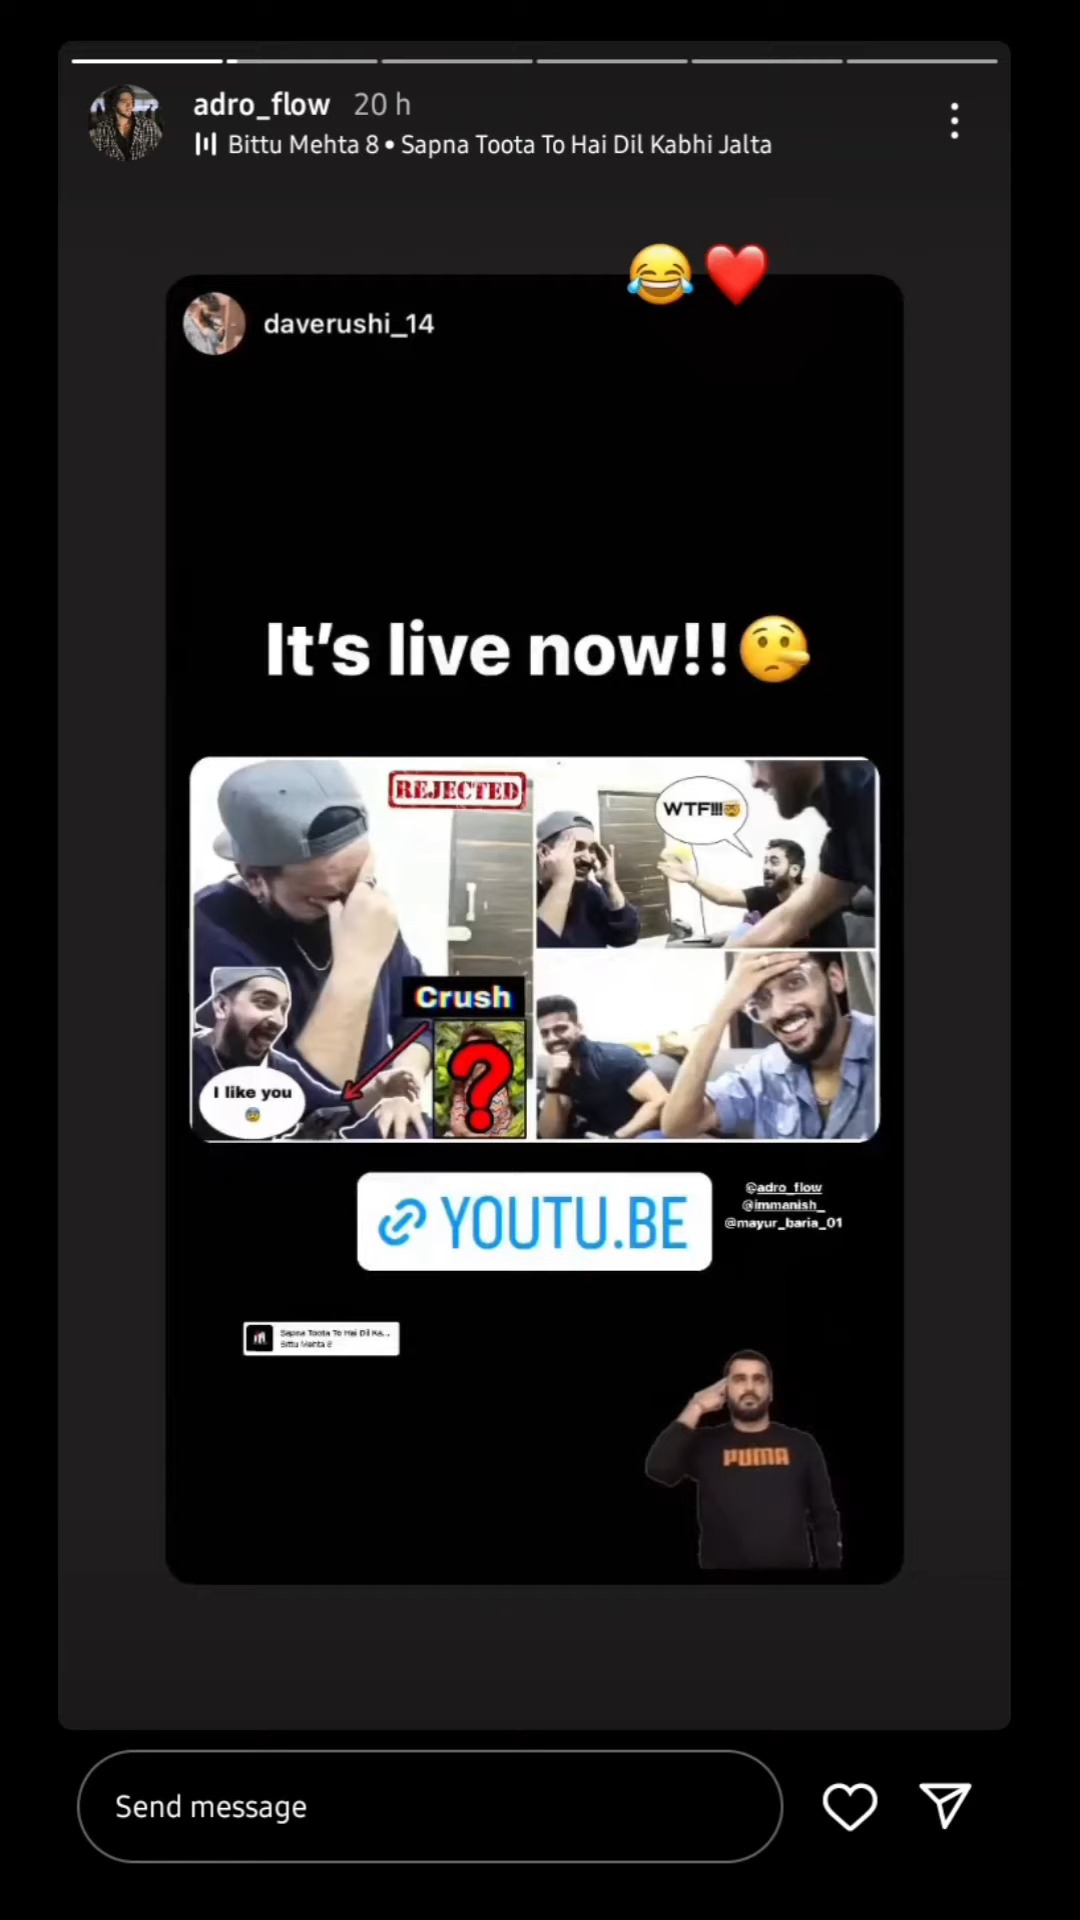 adro_flow 20 h
Bittu Mehta 8 • Sapna Toota To Hai Dil Kabhi Jalta
😂❤️
daverushi_14
It's live now!!🤥
REJECTED
WTF!!!🤯
Crush
I like you
😰
?
YOUTU.BE
@adro_flow
@immanish_
@mayur_baria_01
Sapna Toota To Hai Dil Ka...
Bittu Mehta 8
PUMA
Send message